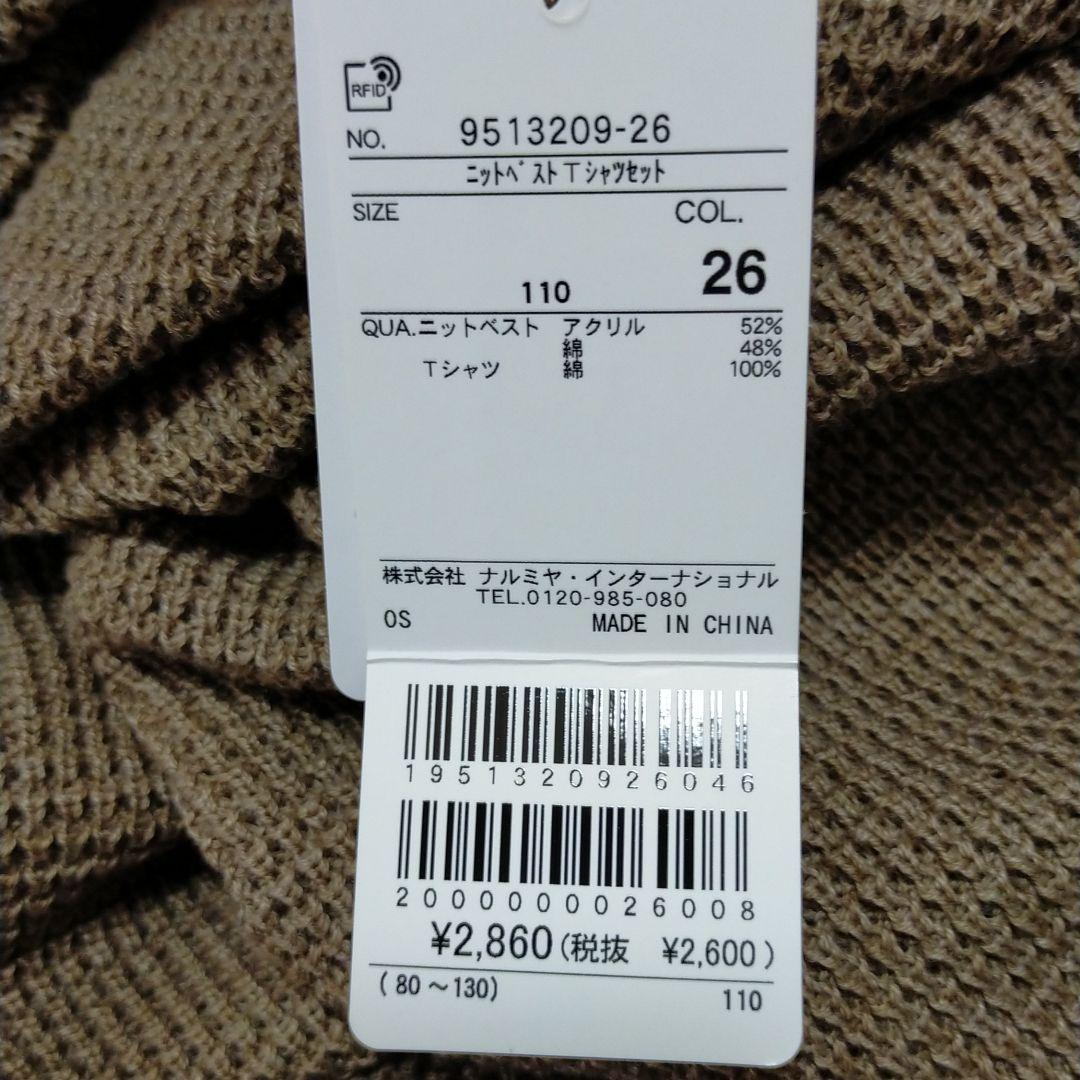 RFID
NO. 9513209-26
ﾆｯﾄﾍﾞｽﾄTｼｬﾂｾｯﾄ
SIZE COL.
110 26
QUA.ニットベスト アクリル 52%
綿 48%
Tシャツ 綿 100%
株式会社 ナルミヤ・インターナショナル
TEL.0120-985-080
OS MADE IN CHINA
1951320926046
2000000026008
¥2,860(税抜 ¥2,600)
(80～130) 110